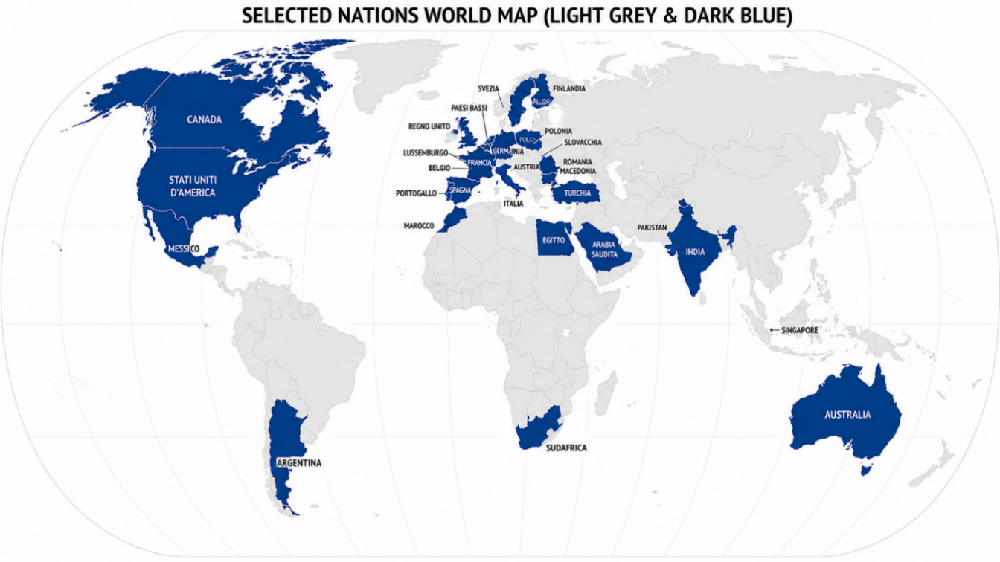 SELECTED NATIONS WORLD MAP (LIGHT GREY & DARK BLUE)
SVEZIA
FINLANDIA
PAESI BASSI
CANADA
REGNO UNITO
POLONIA
SLOVACCHIA
LUSSEMBURGO
GERMANIA
FRANCIA
BELGIO
AUSTRIA
ROMANIA
MACEDONIA
STATI UNITI
D'AMERICA
PORTOGALLO
SPAGNA
TURCHIA
ITALIA
MAROCCO
PAKISTAN
EGITTO
ARABIA
SAUDITA
MESSICO
INDIA
SINGAPORE
AUSTRALIA
SUDAFRICA
ARGENTINA